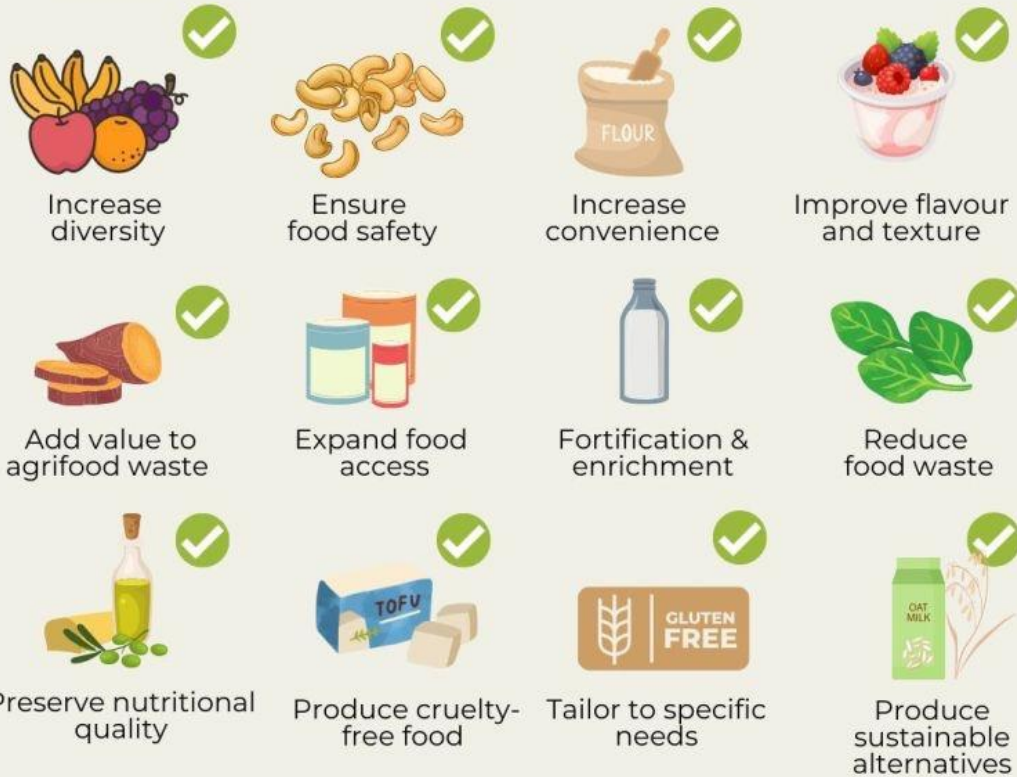 Increase
diversity
Ensure
food safety
FLOUR
Increase
convenience
Improve flavour
and texture
Add value to
agrifood waste
Expand food
access
Fortification &
enrichment
Reduce
food waste
Preserve nutritional
quality
TOFU
Produce cruelty-
free food
GLUTEN
FREE
Tailor to specific
needs
OAT
MILK
Produce
sustainable
alternatives